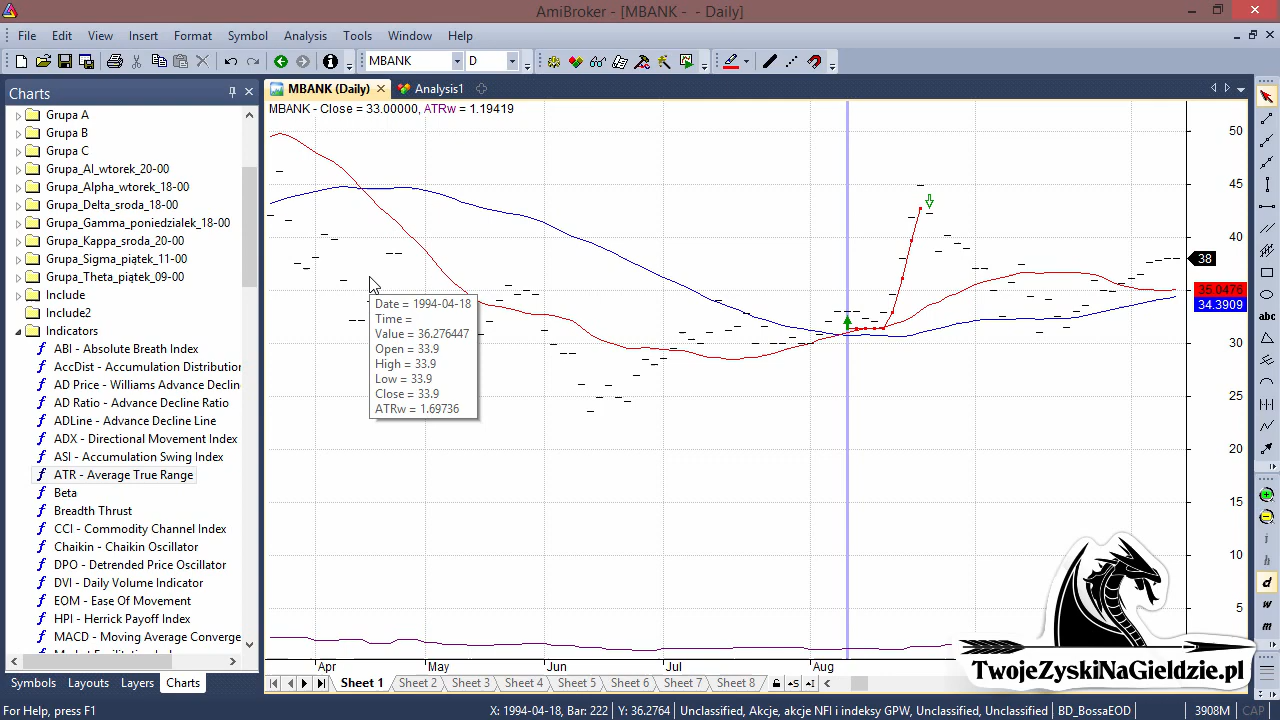 AmiBroker - [MBANK - - Daily]
File Edit View Insert Format Symbol Analysis Tools Window Help
MBANK D
Charts
MBANK (Daily) Analysis1
MBANK - Close = 33.00000, ATRw = 1.19419
Grupa A
Grupa B
Grupa C
Grupa_Al_wtorek_20-00
Grupa_Alpha_wtorek_18-00
Grupa_Delta_sroda_18-00
Grupa_Gamma_poniedzialek_18-00
Grupa_Kappa_sroda_20-00
Grupa_Sigma_piątek_11-00
Grupa_Theta_piątek_09-00
Include
Include2
Indicators
ABI - Absolute Breath Index
AccDist - Accumulation Distributior
AD Price - Williams Advance Declin
AD Ratio - Advance Decline Ratio
ADLine - Advance Decline Line
ADX - Directional Movement Index
ASI - Accumulation Swing Index
ATR - Average True Range
Beta
Breadth Thrust
CCI - Commodity Channel Index
Chaikin - Chaikin Oscillator
DPO - Detrended Price Oscillator
DVI - Daily Volume Indicator
EOM - Ease Of Movement
HPI - Herrick Payoff Index
MACD - Moving Average Converge
Date = 1994-04-18
Time =
Value = 36.276447
Open = 33.9
High = 33.9
Low = 33.9
Close = 33.9
ATRw = 1.69736
50
45
40
38
35.0476
34.3909
30
25
20
15
10
5
Apr May Jun Jul Aug
abc
i
h
d
w
m
TwojeZyskiNaGieldzie.pl
Symbols Layouts Layers Charts
Sheet 1 Sheet 2 Sheet 3 Sheet 4 Sheet 5 Sheet 6 Sheet 7 Sheet 8
For Help, press F1 X: 1994-04-18, Bar: 222 Y: 36.2764 Unclassified, Akcje, akcje NFI i indeksy GPW, Unclassified, Unclassified BD_BossaEOD 3908M CAP